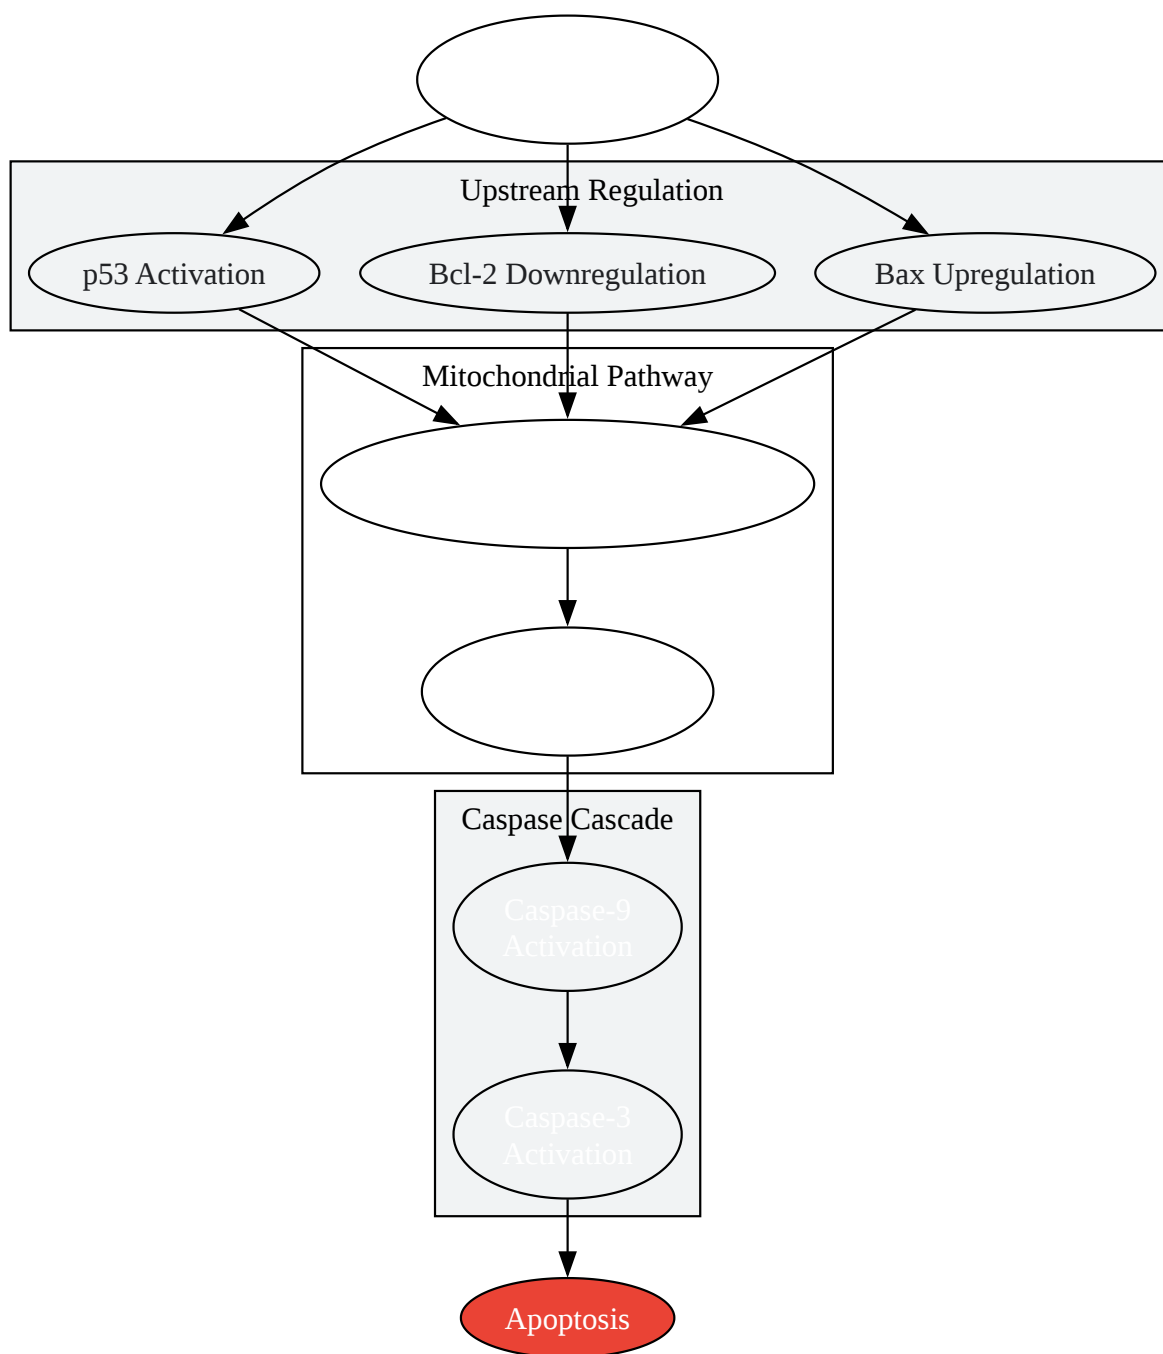 Upstream Regulation
p53 Activation
Bcl-2 Downregulation
Bax Upregulation
Mitochondrial Pathway
Caspase Cascade
Caspase-9
Activation
Caspase-3
Activation
Apoptosis